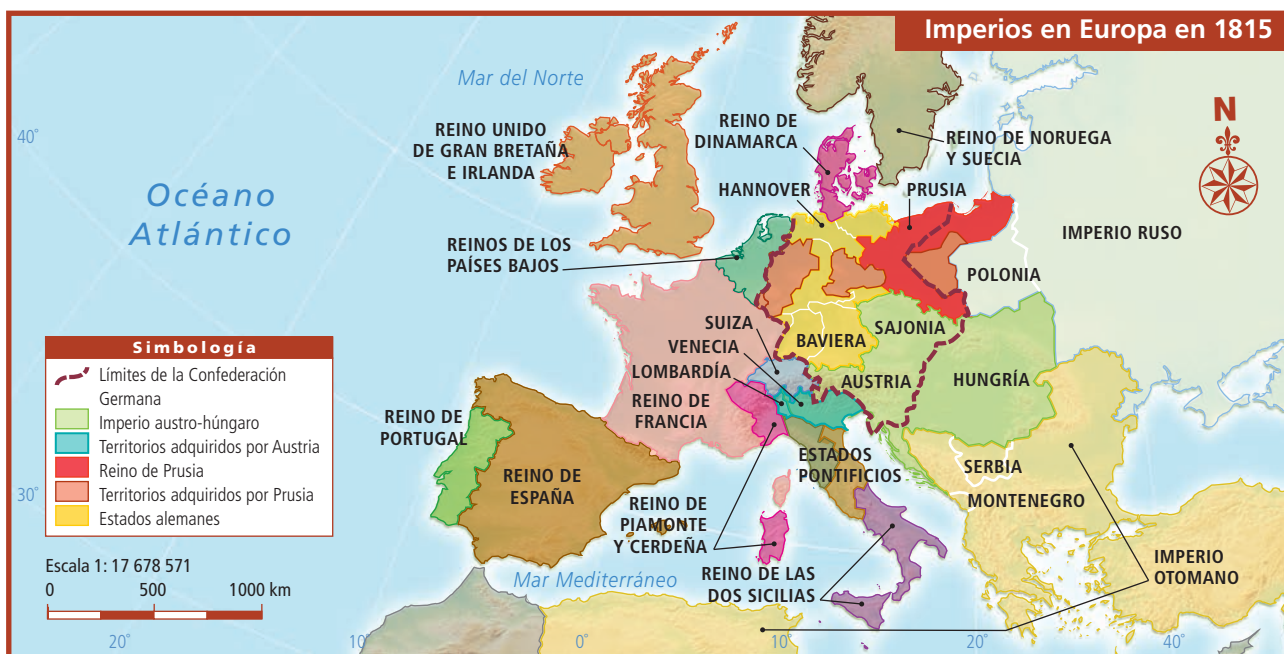 Imperios en Europa en 1815
Mar del Norte
40°
REINO UNIDO
DE GRAN BRETAÑA
E IRLANDA
REINO DE
DINAMARCA
REINO DE NORUEGA
Y SUECIA
N
Océano
Atlántico
HANNOVER
PRUSIA
IMPERIO RUSO
REINOS DE LOS
PAÍSES BAJOS
POLONIA
SUIZA
VENECIA
LOMBARDÍA
BAVIERA
SAJONIA
AUSTRIA
HUNGRÍA
REINO DE
FRANCIA
REINO DE
PORTUGAL
REINO DE
ESPAÑA
ESTADOS
PONTIFICIOS
SERBIA
MONTENEGRO
30°
REINO DE
PIAMONTE
Y CERDEÑA
Mar Mediterráneo
REINO DE LAS
DOS SICILIAS
IMPERIO
OTOMANO
Simbología
Límites de la Confederación
Germana
Imperio austro-húngaro
Territorios adquiridos por Austria
Reino de Prusia
Territorios adquiridos por Prusia
Estados alemanes
Escala 1: 17 678 571
0 500 1000 km
20° 10° 0° 10° 20° 40°